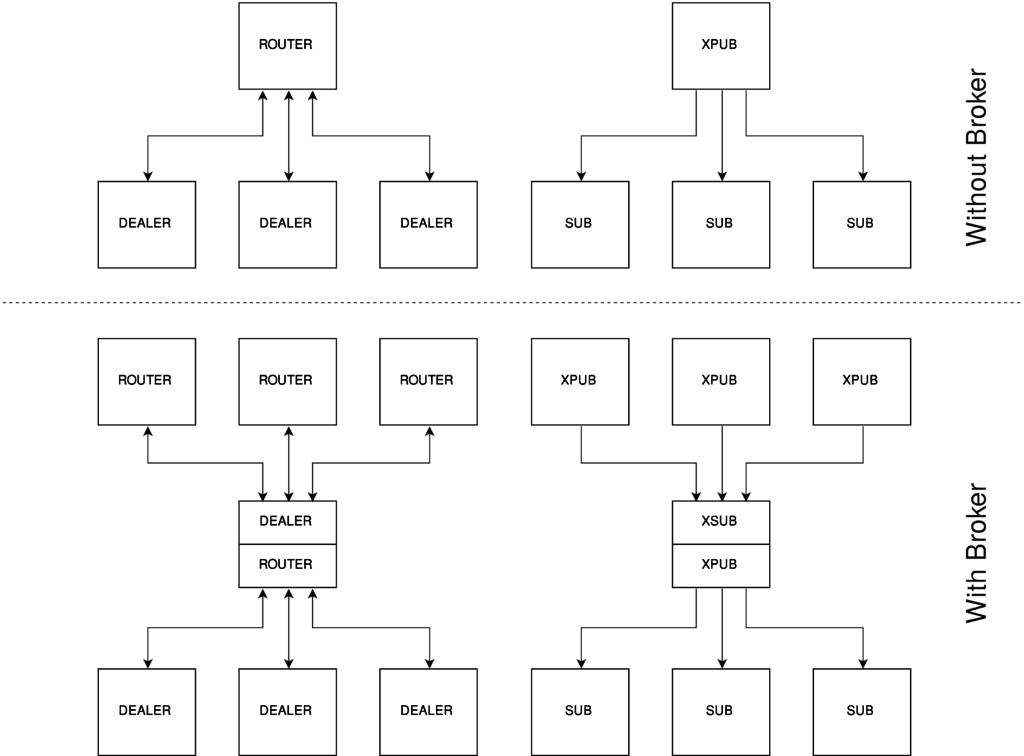 ROUTER
XPUB
DEALER
DEALER
DEALER
SUB
SUB
SUB
Without Broker
ROUTER
ROUTER
ROUTER
XPUB
XPUB
XPUB
DEALER
ROUTER
XSUB
XPUB
DEALER
DEALER
DEALER
SUB
SUB
SUB
With Broker